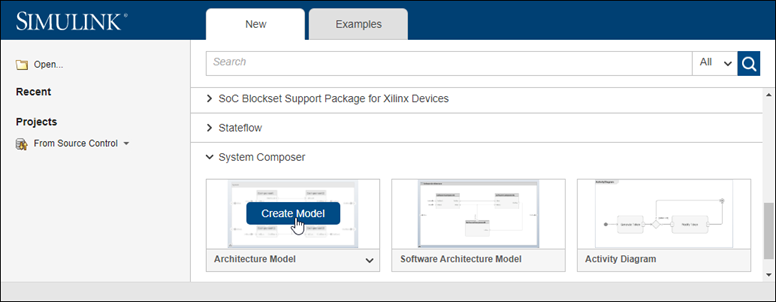 SIMULINK®
New
Examples
Open...
Recent
Projects
From Source Control
Search
All
SoC Blockset Support Package for Xilinx Devices
Stateflow
System Composer
Create Model
Architecture Model
Software Architecture Model
Activity Diagram